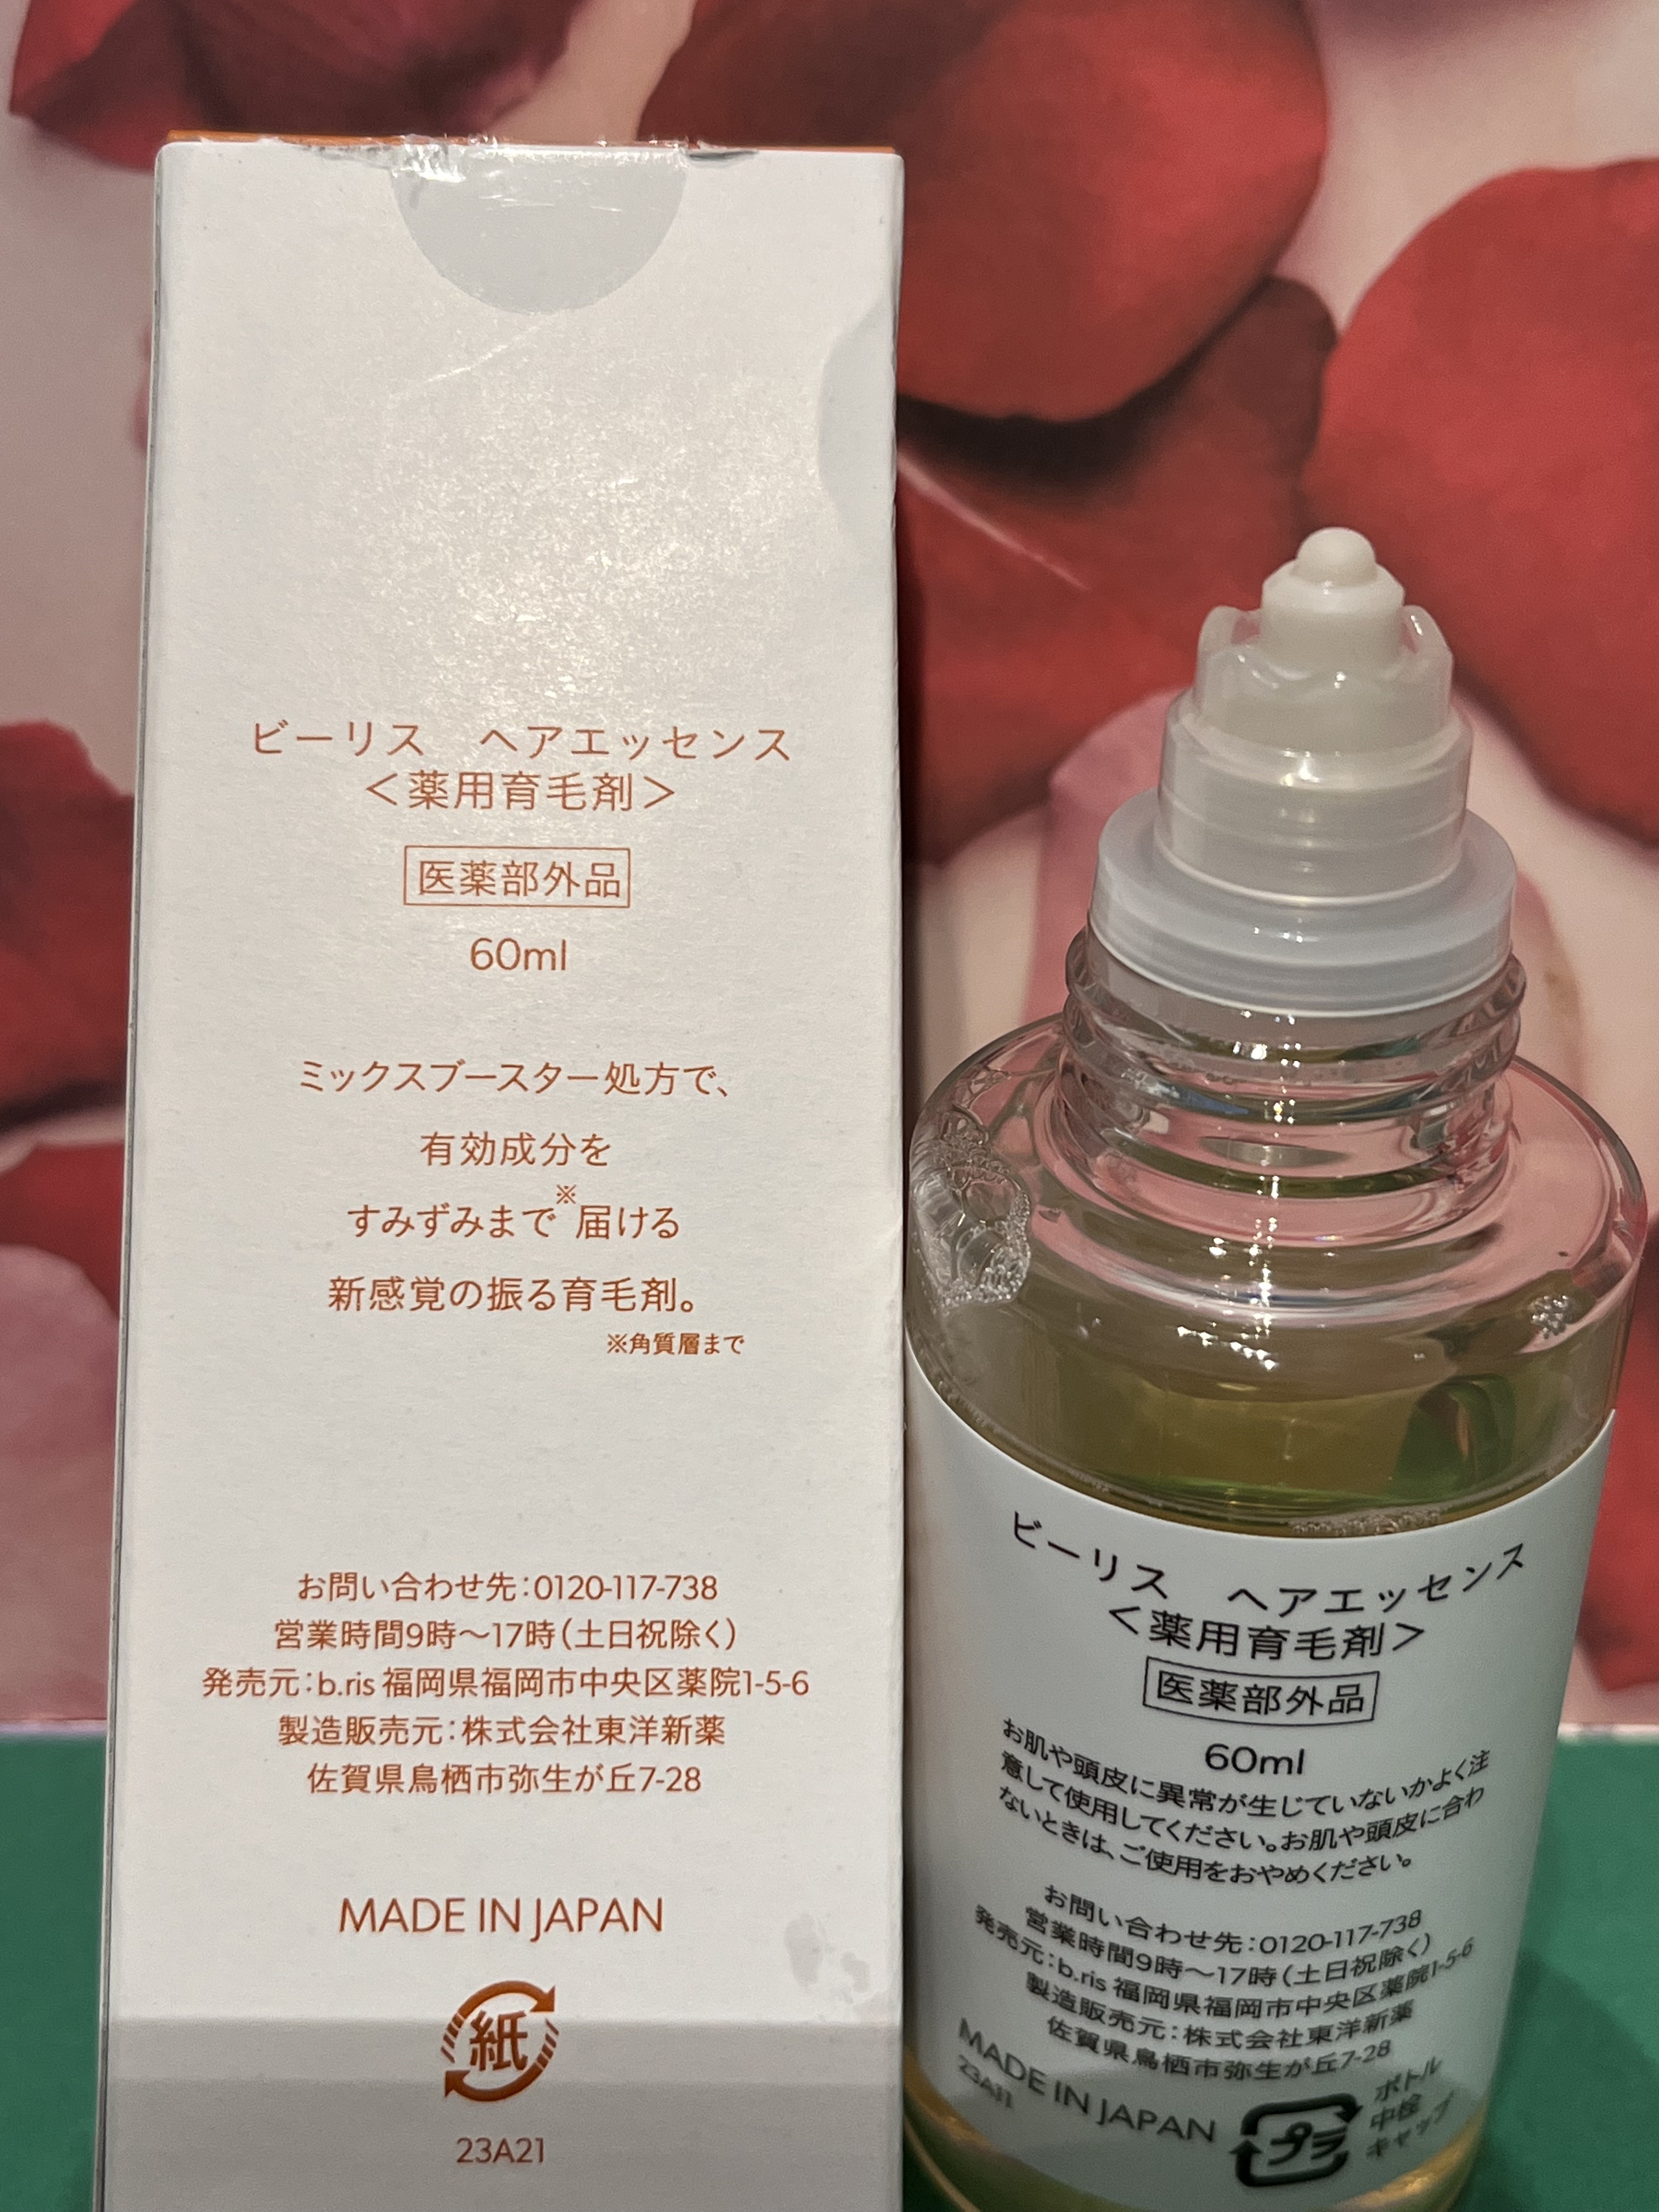 ビーリス　ヘアエッセンス
＜薬用育毛剤＞
医薬部外品
60ml
ミックスブースター処方で、
有効成分を
すみずみまで※届ける
新感覚の振る育毛剤。
※角質層まで
お問い合わせ先：0120-117-738
営業時間9時～17時（土日祝除く）
発売元：b.ris 福岡県福岡市中央区薬院1-5-6
製造販売元：株式会社東洋新薬
佐賀県鳥栖市弥生が丘7-28
MADE IN JAPAN
紙
23A21
ビーリス　ヘアエッセンス
＜薬用育毛剤＞
医薬部外品
60ml
お肌や頭皮に異常が生じていないかよく注
意して使用してください。お肌や頭皮に合わ
ないときは、ご使用をおやめください。
お問い合わせ先：0120-117-738
営業時間9時～17時（土日祝除く）
発売元：b.ris 福岡県福岡市中央区薬院1-5-6
製造販売元：株式会社東洋新薬
佐賀県鳥栖市弥生が丘7-28
MADE IN JAPAN
プラ
ボトル
中栓
キャップ